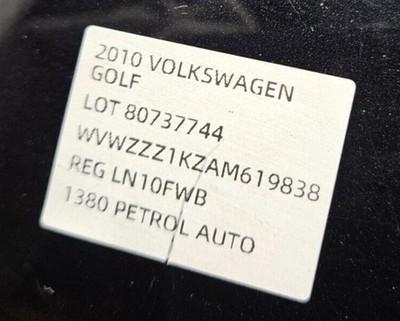 2010 VOLKSWAGEN
GOLF
LOT 80737744
WVWZZZ1KZAM619838
REG LN10FWB
1380 PETROL AUTO